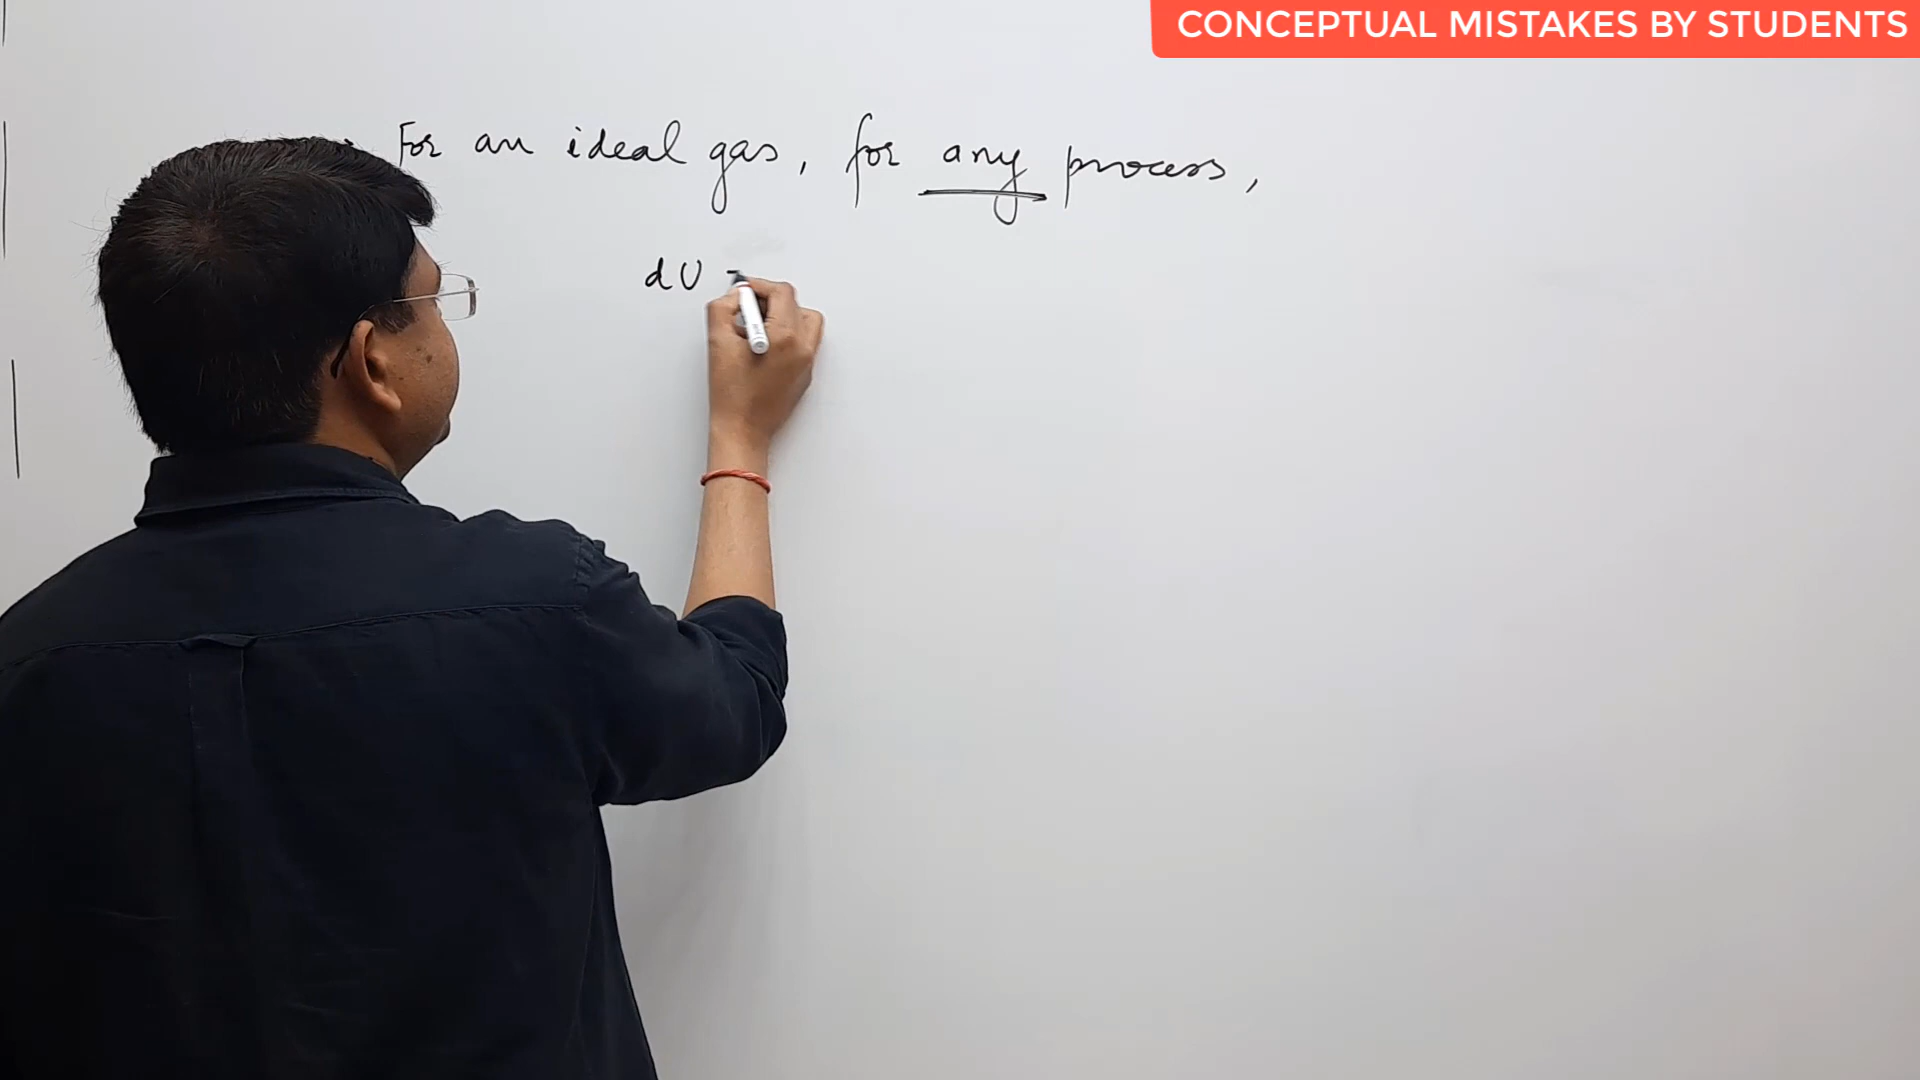 CONCEPTUAL MISTAKES BY STUDENTS
For an ideal gas, for any process,
dU =